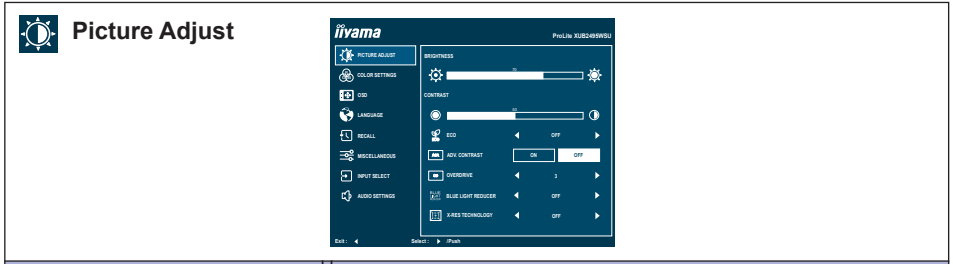 Picture Adjust
iiyama
ProLite XUB2495WSU
PICTURE ADJUST
COLOR SETTINGS
OSD
LANGUAGE
RECALL
MISCELLANEOUS
INPUT SELECT
AUDIO SETTINGS
BRIGHTNESS
CONTRAST
ECO OFF
ADV. CONTRAST ON OFF
OVERDRIVE
BLUE LIGHT REDUCER OFF
X-RES TECHNOLOGY OFF
Exit : Select : /Push